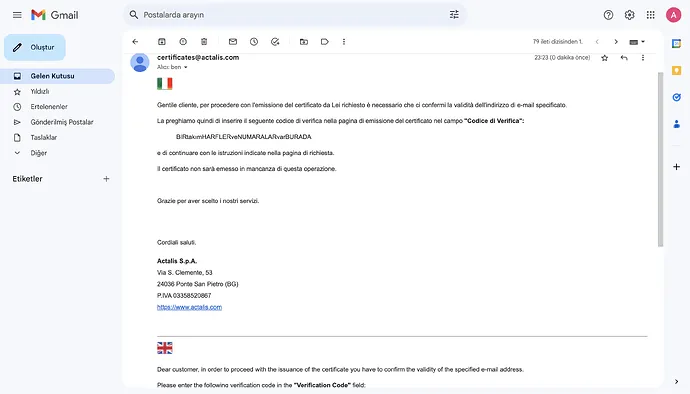 Gmail
Postalarda arayın
A
Oluştur
79 ileti dizisinden 1.
Gelen Kutusu
Yıldızlı
Ertelenenler
Gönderilmiş Postalar
Taslaklar
Diğer
Etiketler
certificates@actalis.com
23:23 (0 dakika önce)
Alıcı: ben
Gentile cliente, per procedere con l'emissione del certificato da Lei richiesto è necessario che ci confermi la validità dell'indirizzo di e-mail specificato.
La preghiamo quindi di inserire il seguente codice di verifica nella pagina di emissione del certificato nel campo "Codice di Verifica":
BIRtakımHARFLERveNUMARALARvarBURADA
e di continuare con le istruzioni indicate nella pagina di richiesta.
Il certificato non sarà emesso in mancanza di questa operazione.
Grazie per aver scelto i nostri servizi.
Cordiali saluti.
Actalis S.p.A.
Via S. Clemente, 53
24036 Ponte San Pietro (BG)
P.IVA 03358520967
https://www.actalis.com
Dear customer, in order to proceed with the issuance of the certificate you have to confirm the validity of the specified e-mail address.
Please enter the following verification code in the "Verification Code" field: